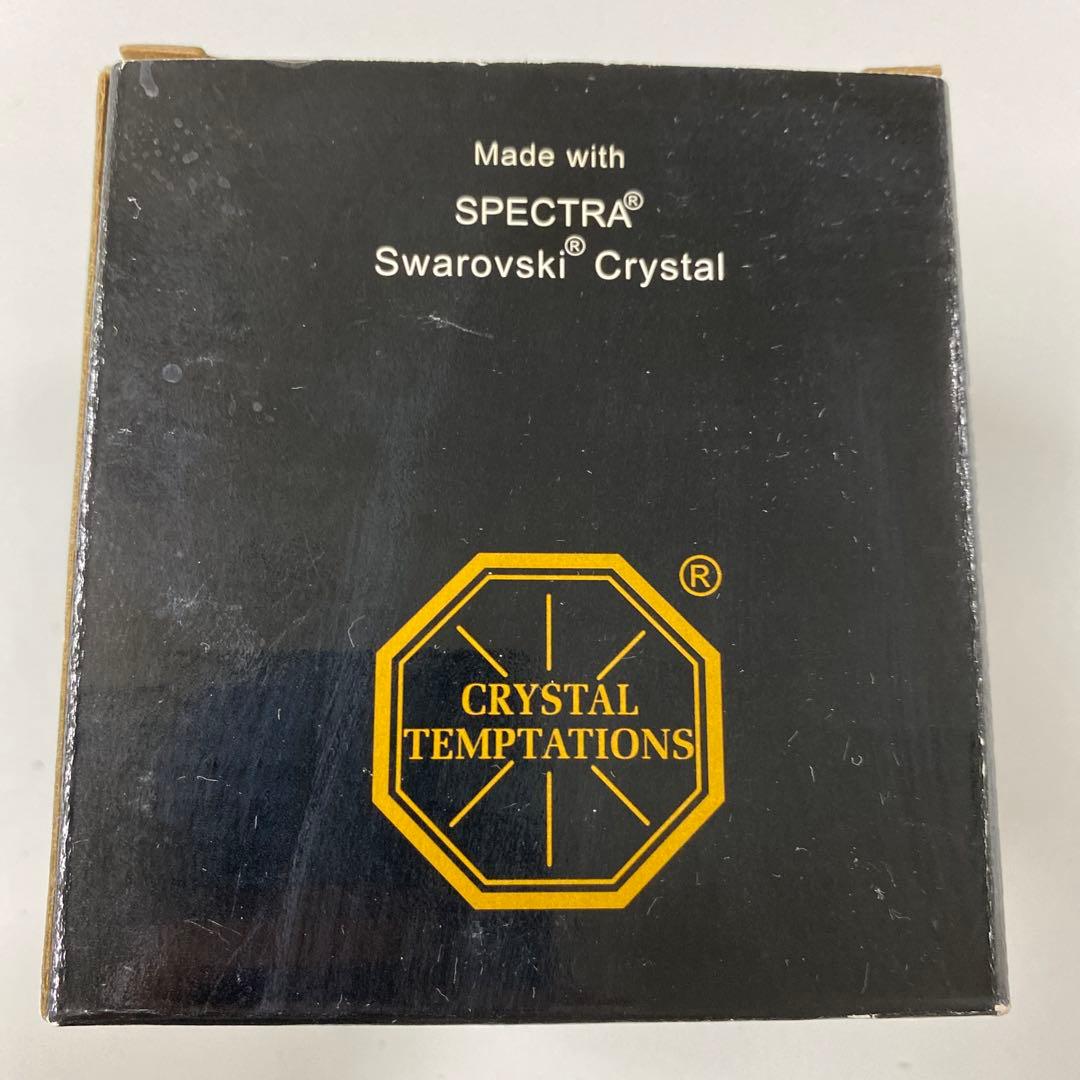 Made with
SPECTRA®
Swarovski® Crystal
®
CRYSTAL
TEMPTATIONS